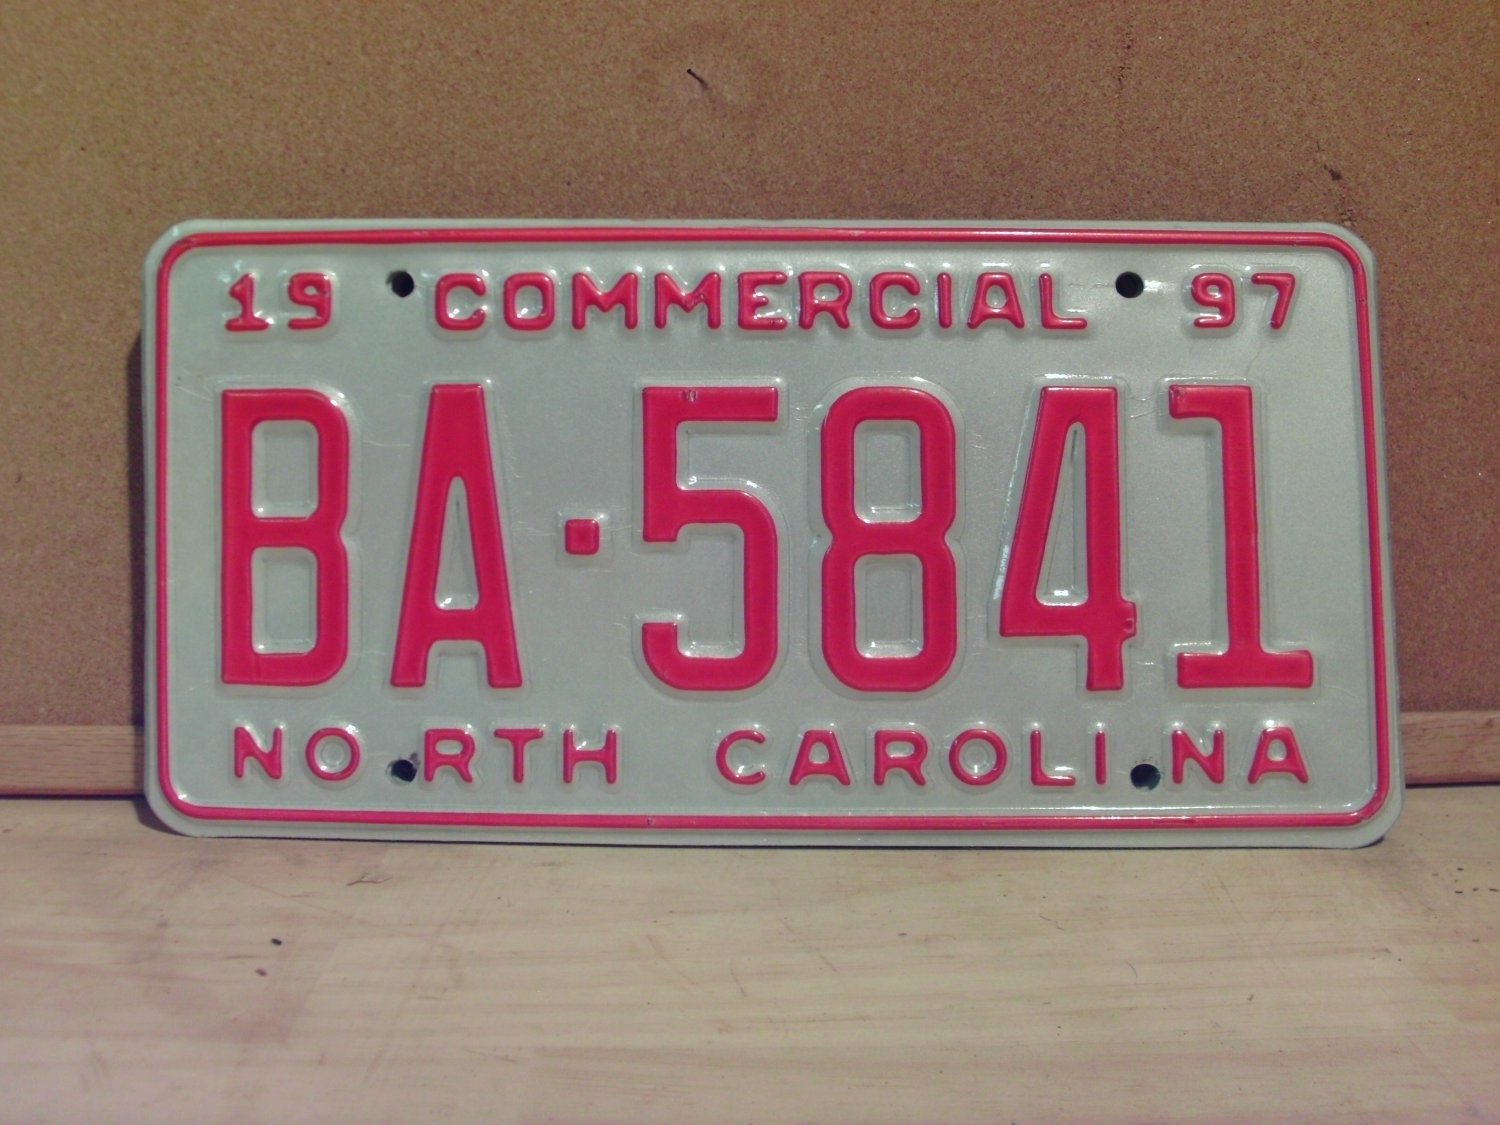 19 COMMERCIAL 97
BA·5841
NORTH CAROLINA